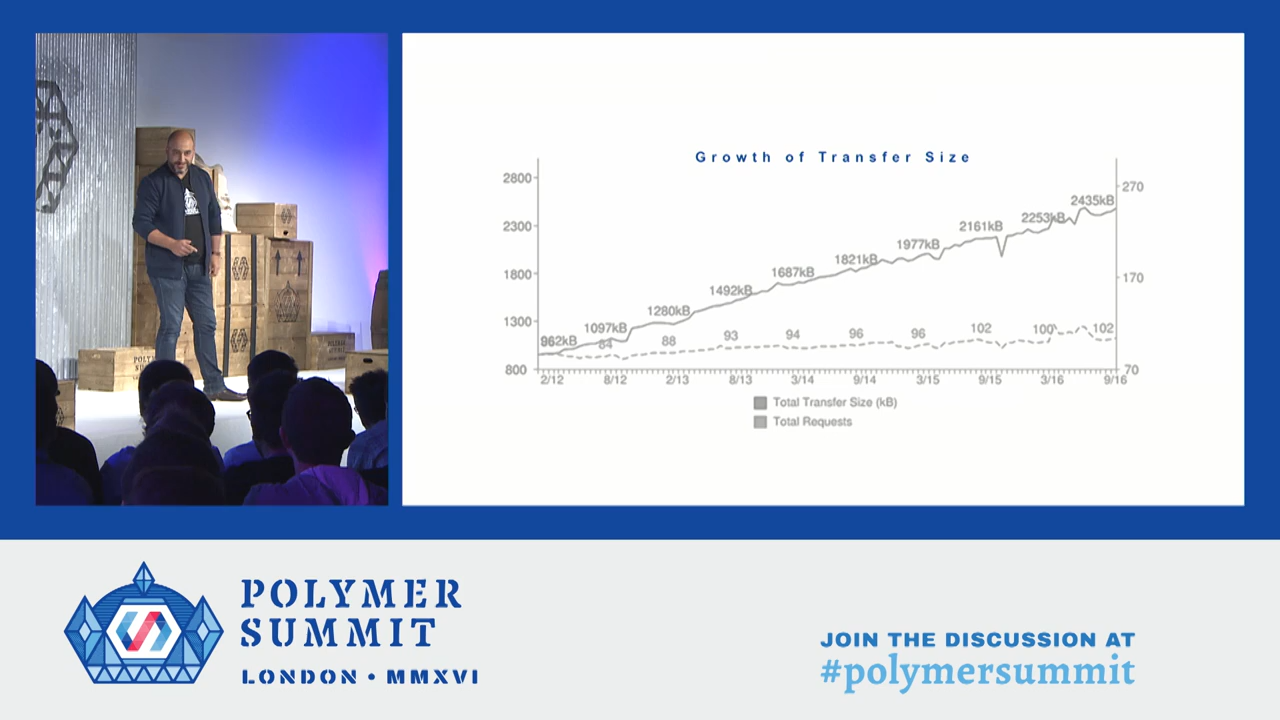 Growth of Transfer Size
2800
2300
1800
1300
800
270
170
70
962kB
1097kB
1280kB
1492kB
1687kB
1821kB
1977kB
2161kB
2253kB
2435kB
84
88
93
94
96
96
102
100
102
2/12
8/12
2/13
8/13
3/14
9/14
3/15
9/15
3/16
9/16
Total Transfer Size (kB)
Total Requests
POLYMER
SUMMIT
LONDON • MMXVI
JOIN THE DISCUSSION AT
#polymersummit